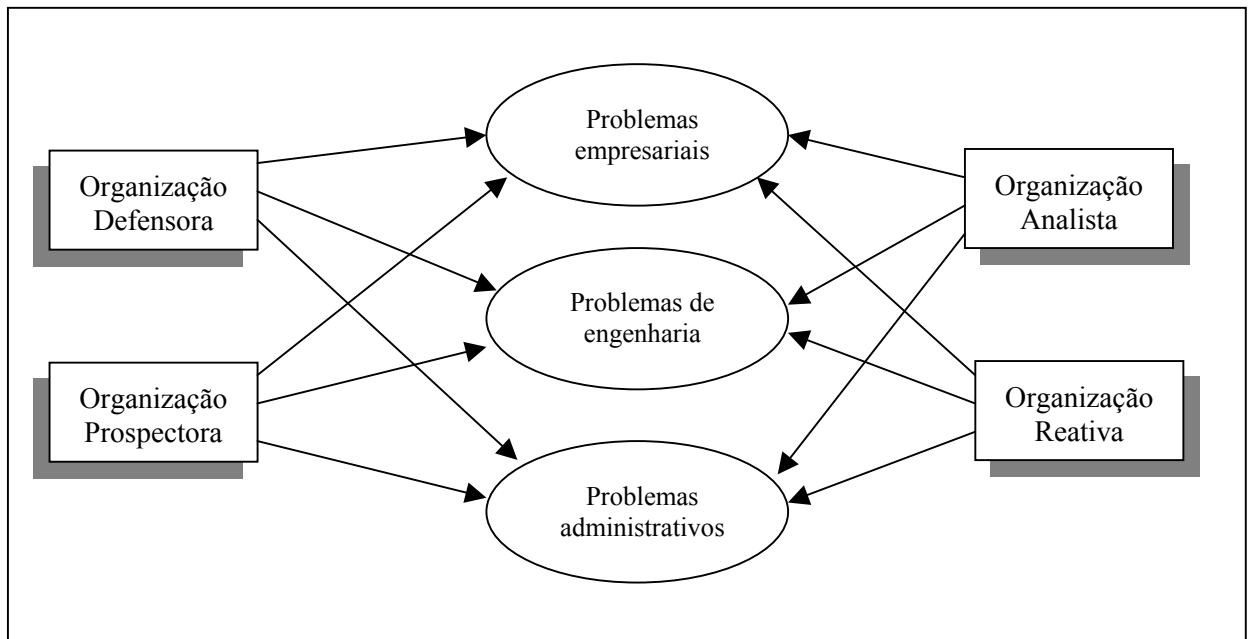 Problemas
empresariais
Organização
Defensora
Organização
Analista
Problemas de
engenharia
Organização
Prospectora
Organização
Reativa
Problemas
administrativos